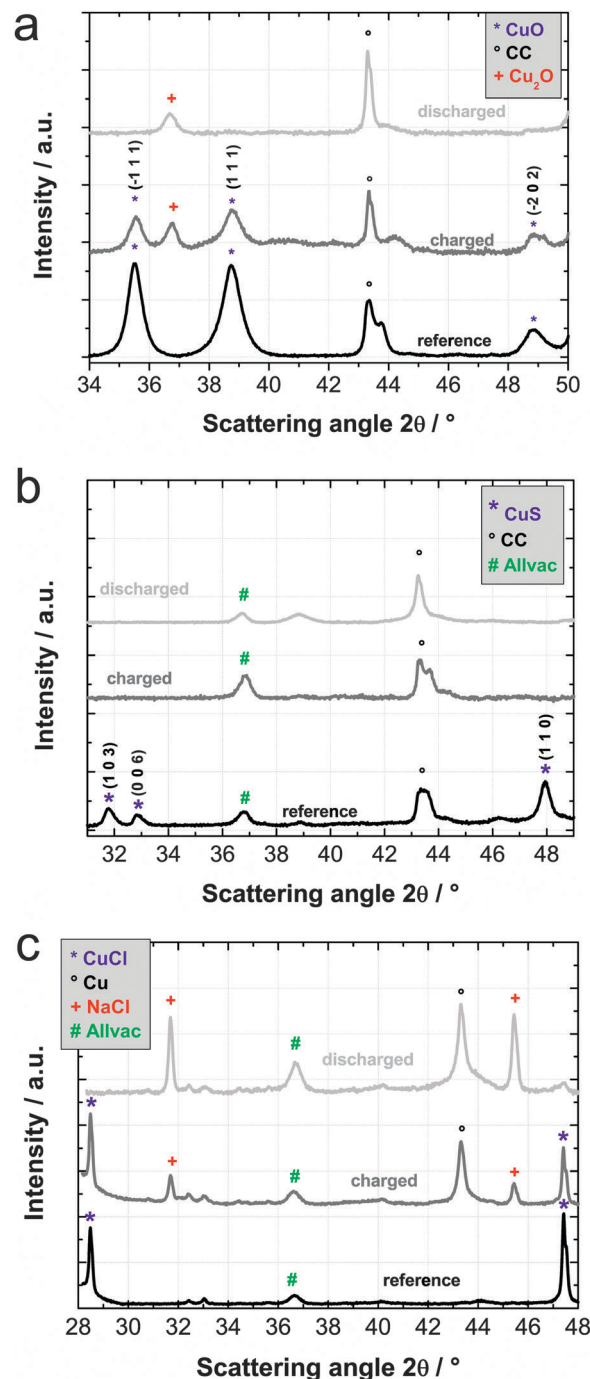 a
* CuO
° CC
+ Cu₂O
°
+
discharged
(-1 1 1)
(1 1 1)
(-2 0 2)
°
* + * *
charged
* * °
*
reference
Intensity / a.u.
34 36 38 40 42 44 46 48 50
Scattering angle 2θ / °
b
* CuS
° CC
# Allvac
°
discharged #
charged # °
(1 0 3)
(0 0 6)
(1 1 0)
* * # ° *
reference
Intensity / a.u.
32 34 36 38 40 42 44 46 48
Scattering angle 2θ / °
c
* CuCl
° Cu
+ NaCl
# Allvac
+ # ° +
discharged
* + # ° + *
charged
* # *
reference
Intensity / a.u.
28 30 32 34 36 38 40 42 44 46 48
Scattering angle 2θ / °